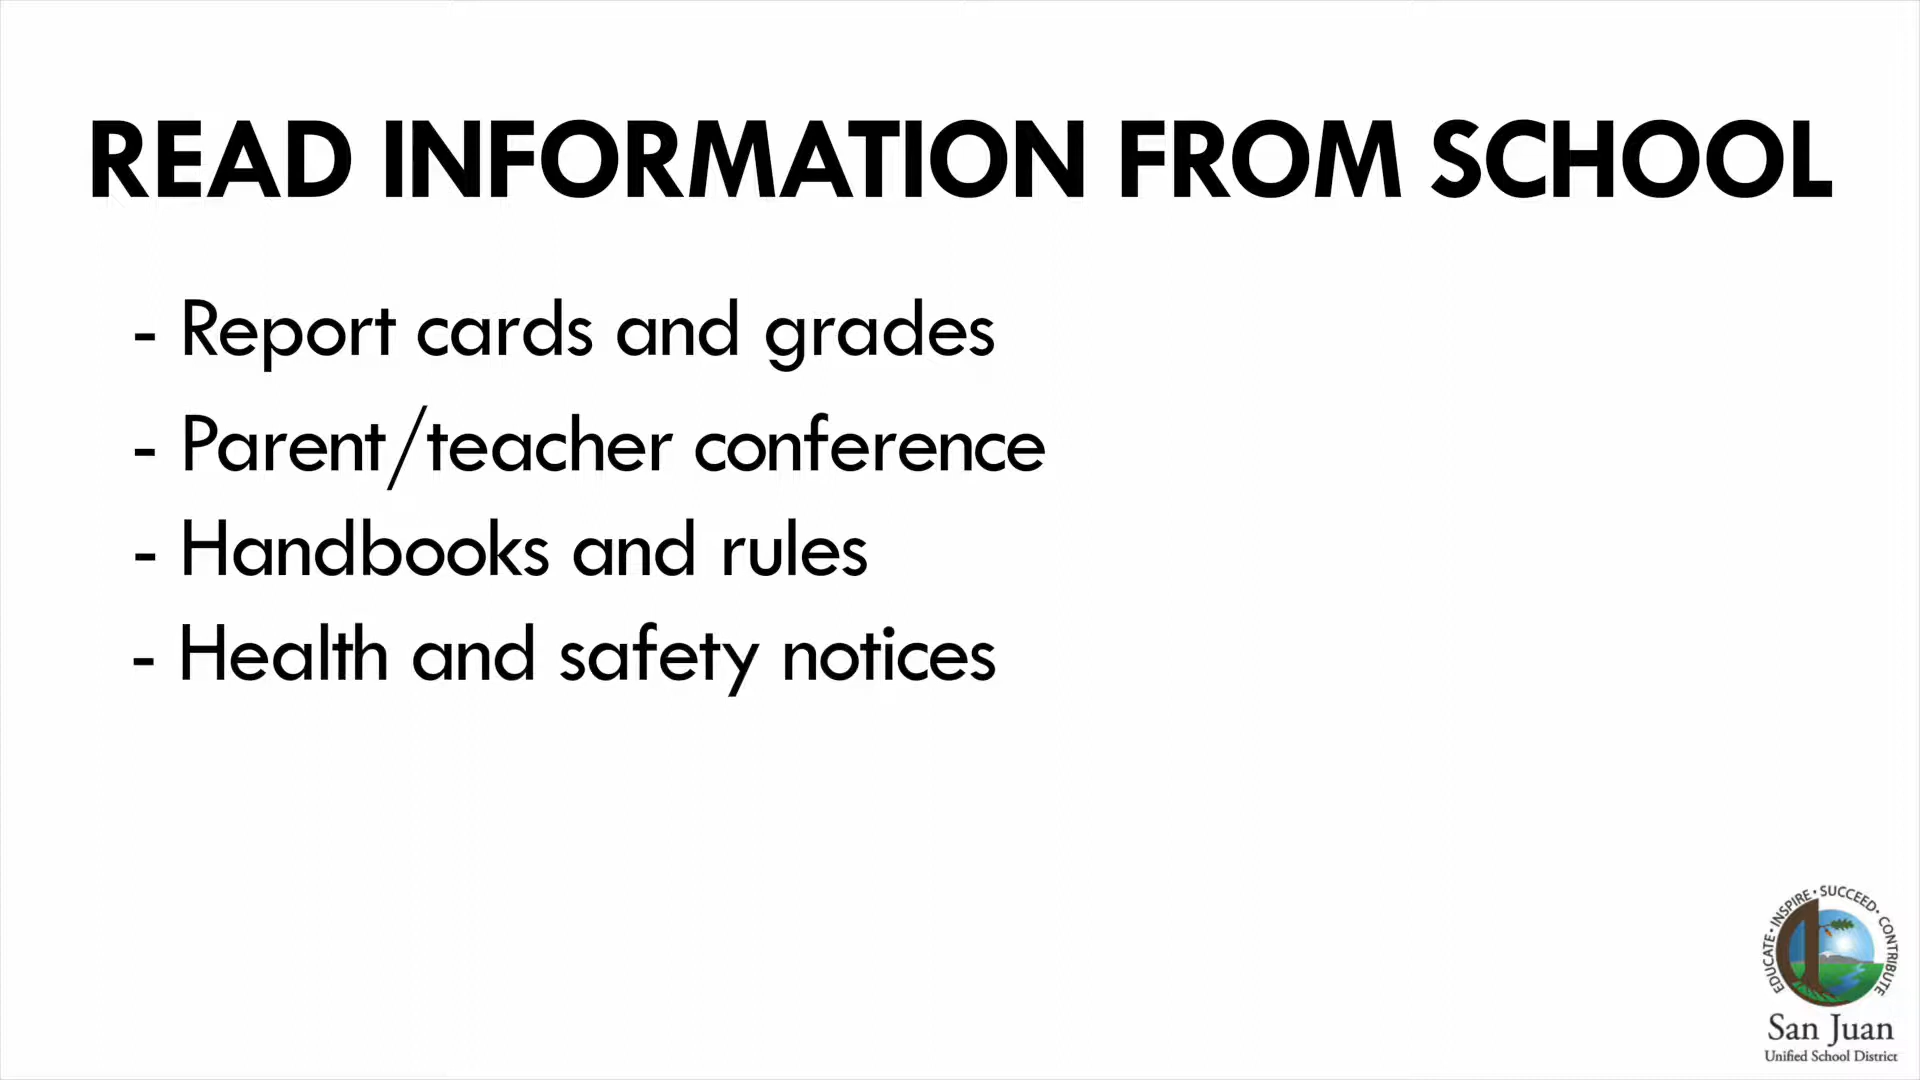 READ INFORMATION FROM SCHOOL
- Report cards and grades
- Parent/teacher conference
- Handbooks and rules
- Health and safety notices
EDUCATE · INSPIRE · SUCCEED · CONTRIBUTE
San Juan
Unified School District